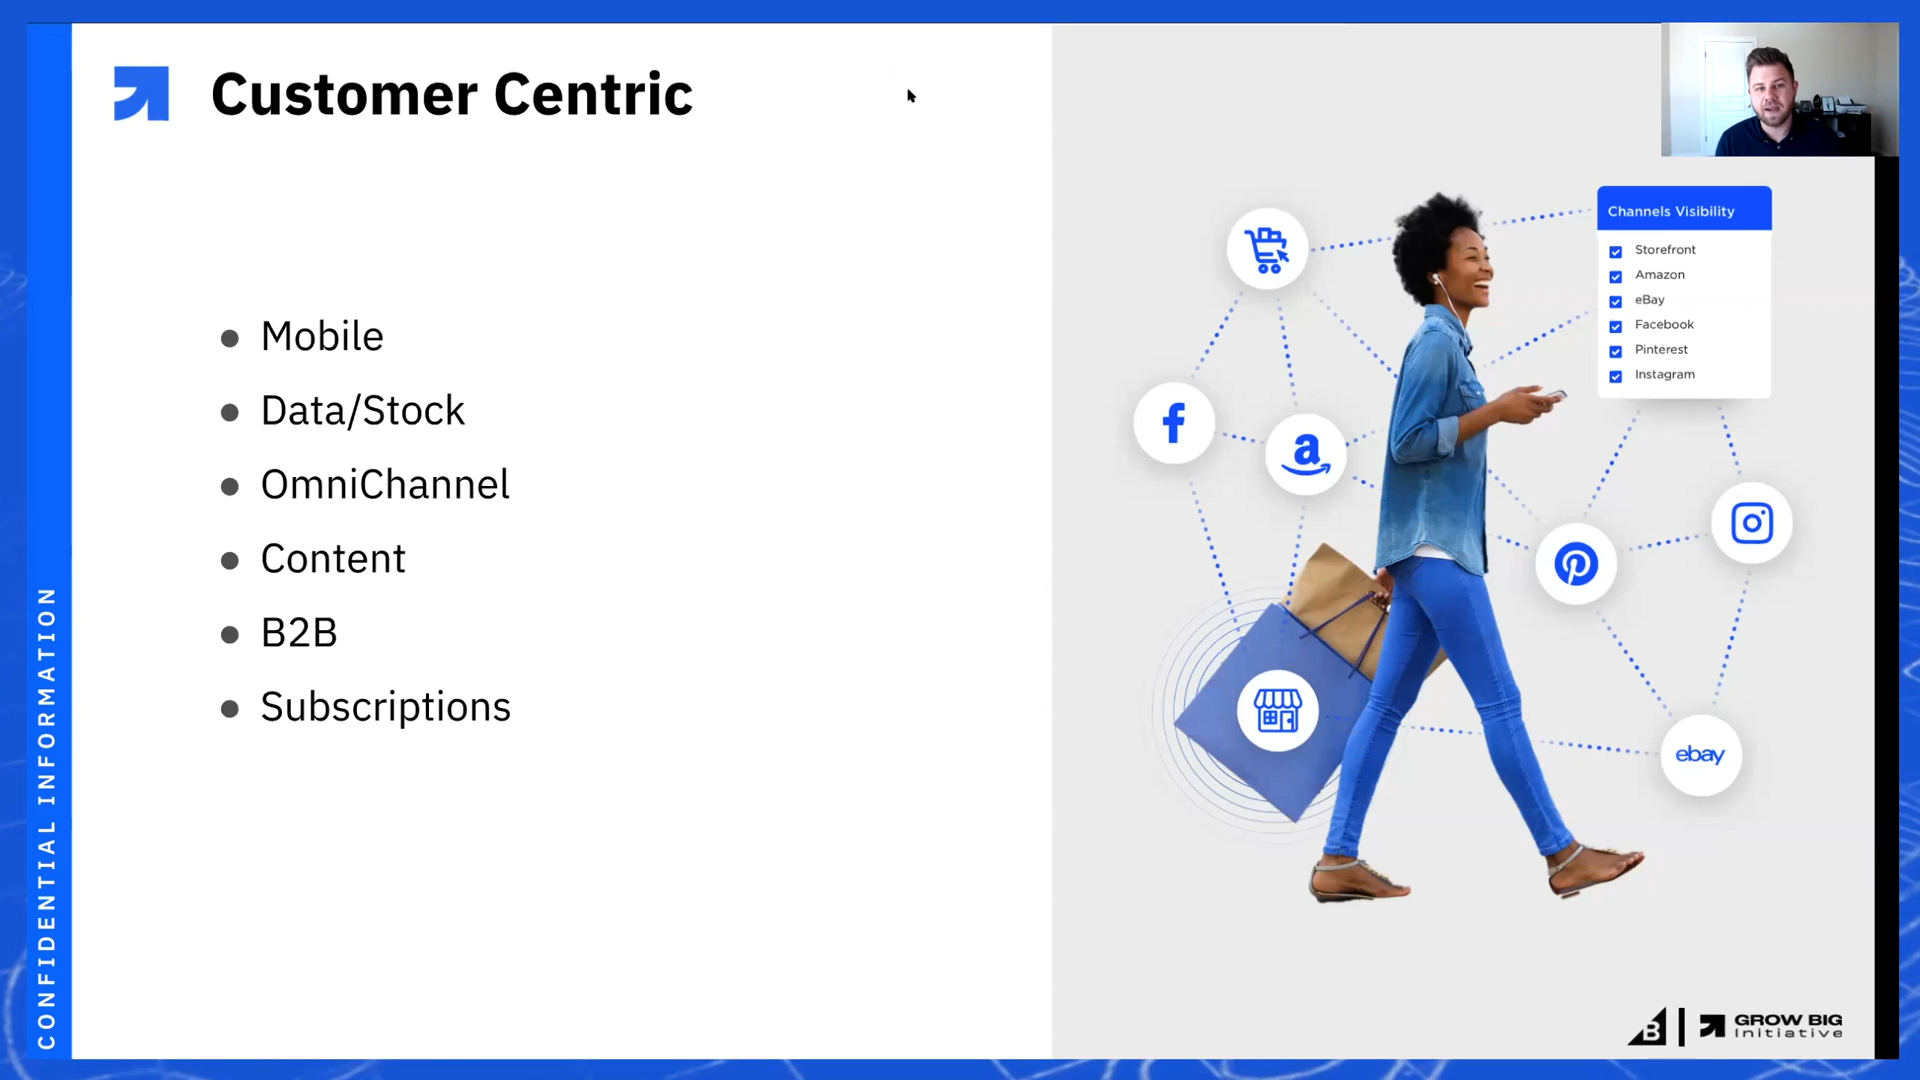 Customer Centric
Mobile
Data/Stock
OmniChannel
Content
B2B
Subscriptions
CONFIDENTIAL INFORMATION
Channels Visibility
Storefront
Amazon
eBay
Facebook
Pinterest
Instagram
f
a
ebay
B
GROW BIG
Initiative